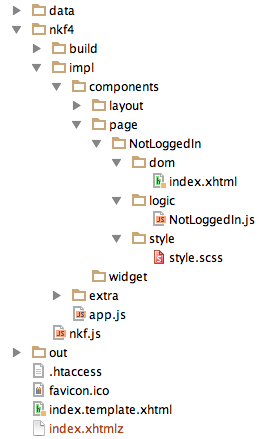 data
nkf4
build
impl
components
layout
page
NotLoggedIn
dom
index.xhtml
logic
NotLoggedIn.js
style
style.scss
widget
extra
app.js
nkf.js
out
.htaccess
favicon.ico
index.template.xhtml
index.xhtmlz